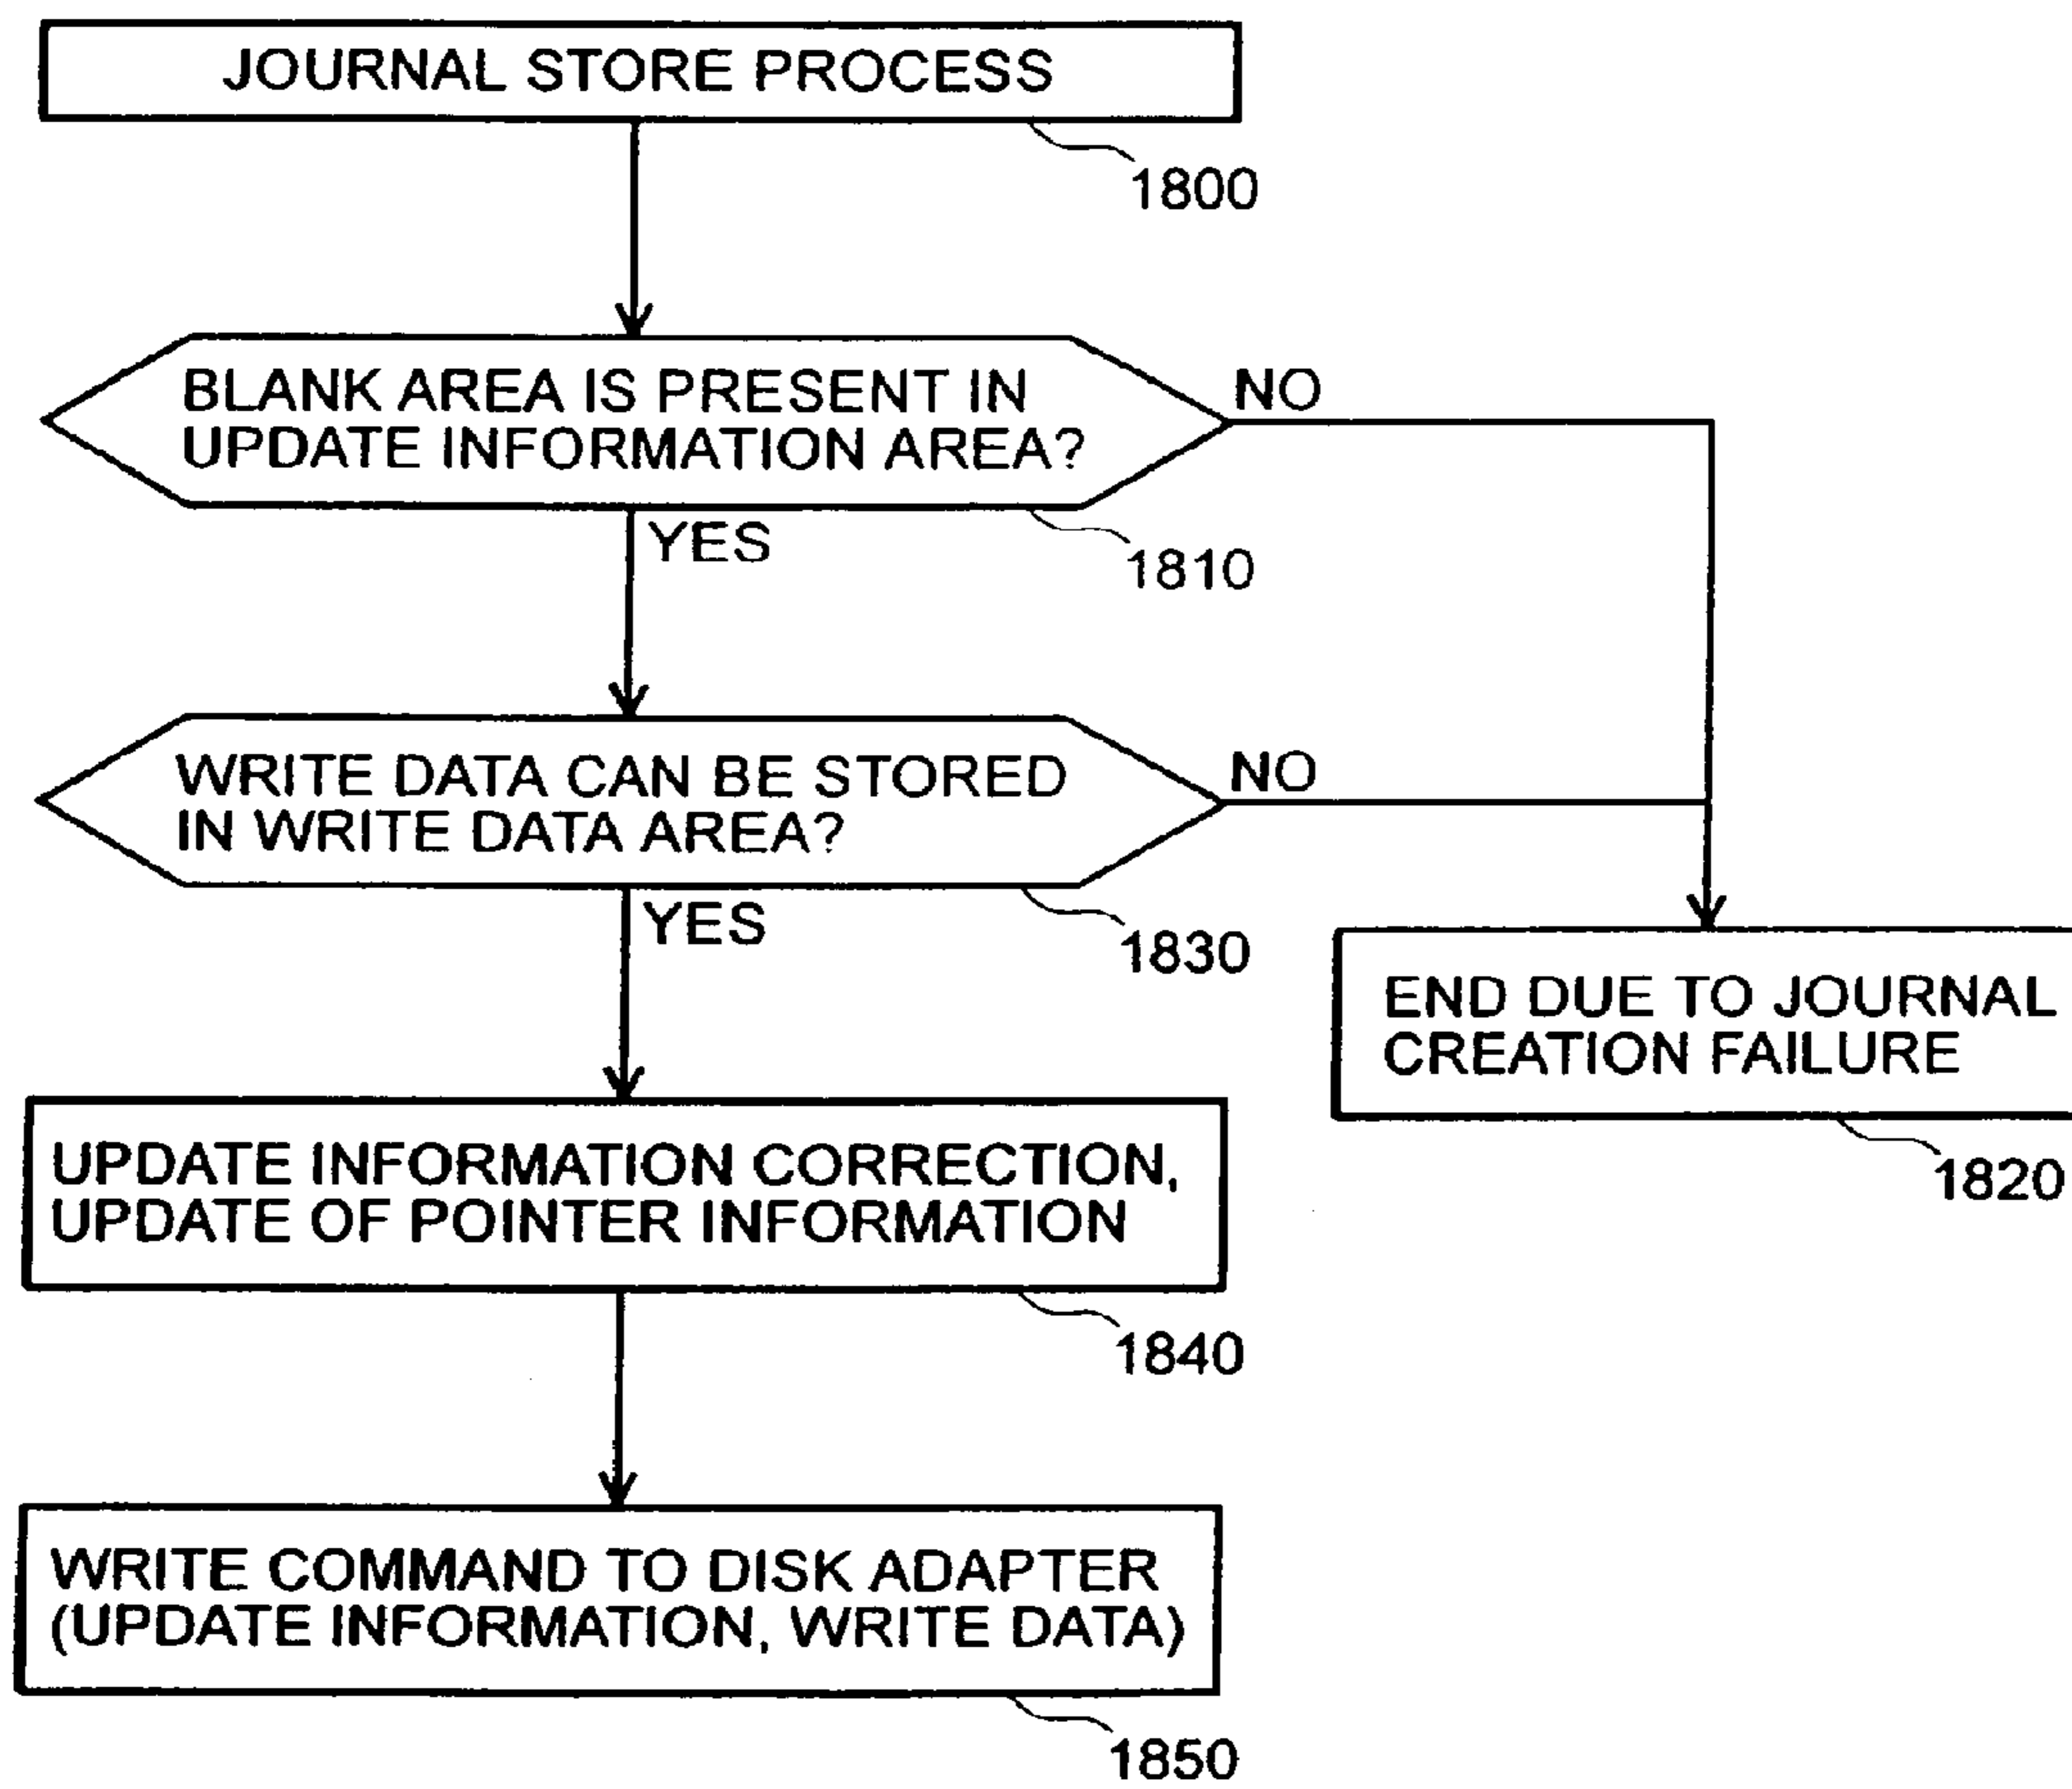 JOURNAL STORE PROCESS
1800
BLANK AREA IS PRESENT IN
UPDATE INFORMATION AREA?
NO
YES
1810
WRITE DATA CAN BE STORED
IN WRITE DATA AREA?
NO
YES
1830
END DUE TO JOURNAL
CREATION FAILURE
1820
UPDATE INFORMATION CORRECTION,
UPDATE OF POINTER INFORMATION
1840
WRITE COMMAND TO DISK ADAPTER
(UPDATE INFORMATION, WRITE DATA)
1850